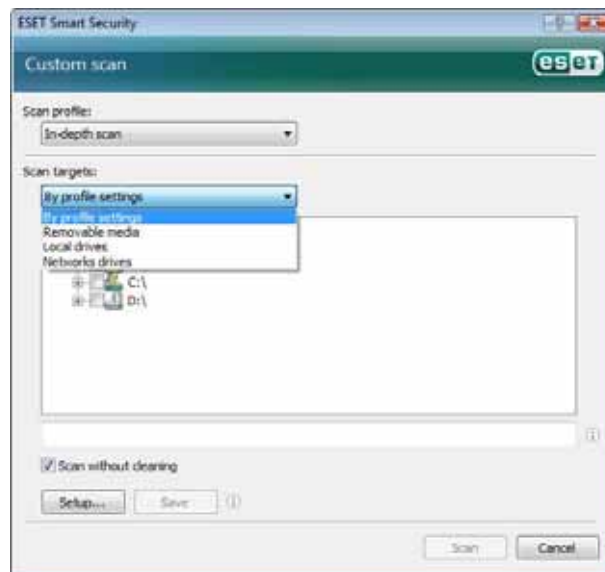 ESET Smart Security
Custom scan
eseT
Scan profile:
In-depth scan
Scan targets:
By profile settings
By profile settings
Removable media
Local drives
Networks drives
C:\
D:\
Scan without cleaning
Setup...
Save
Scan
Cancel